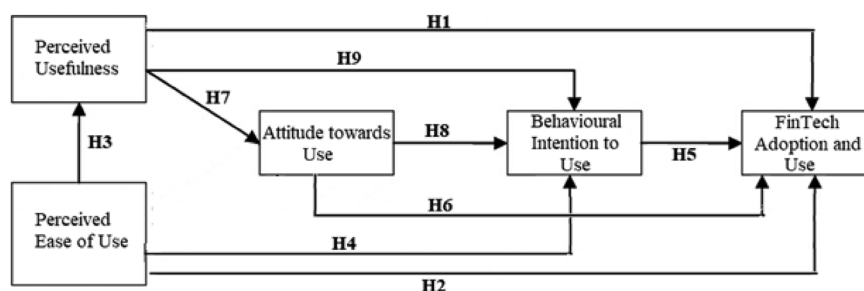 H1
Perceived
Usefulness
H9
H7
H3
Attitude towards
Use
H8
Behavioural
Intention to
Use
H5
FinTech
Adoption and
Use
Perceived
Ease of Use
H6
H4
H2